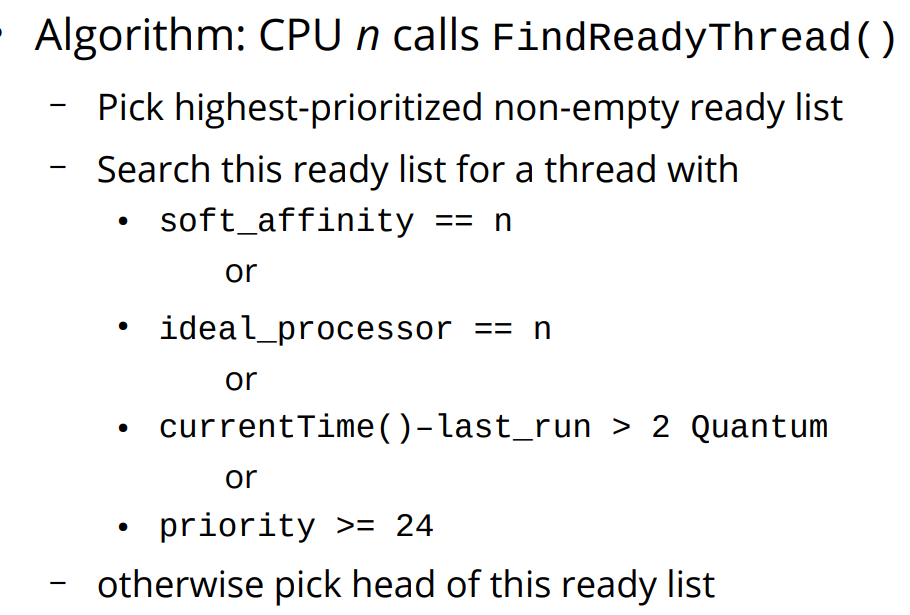 • Algorithm: CPU n calls FindReadyThread()
– Pick highest-prioritized non-empty ready list
– Search this ready list for a thread with
• soft_affinity == n
or
• ideal_processor == n
or
• currentTime()–last_run > 2 Quantum
or
• priority >= 24
– otherwise pick head of this ready list